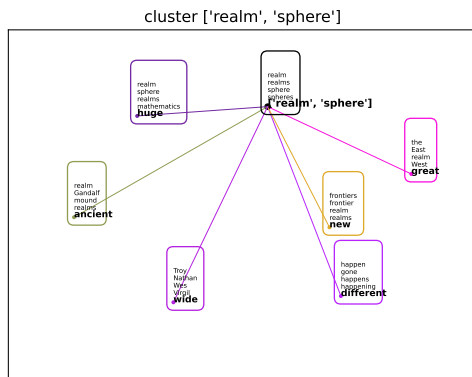 cluster ['realm', 'sphere']
realm
realms
sphere
spheres
['realm', 'sphere']
realm
sphere
realms
mathematics
huge
the
East
realm
West
great
realm
Gandalf
mound
realms
ancient
frontiers
frontier
realm
realms
new
Troy
Nathan
Wes
Virgil
wide
happen
gone
happens
happening
different